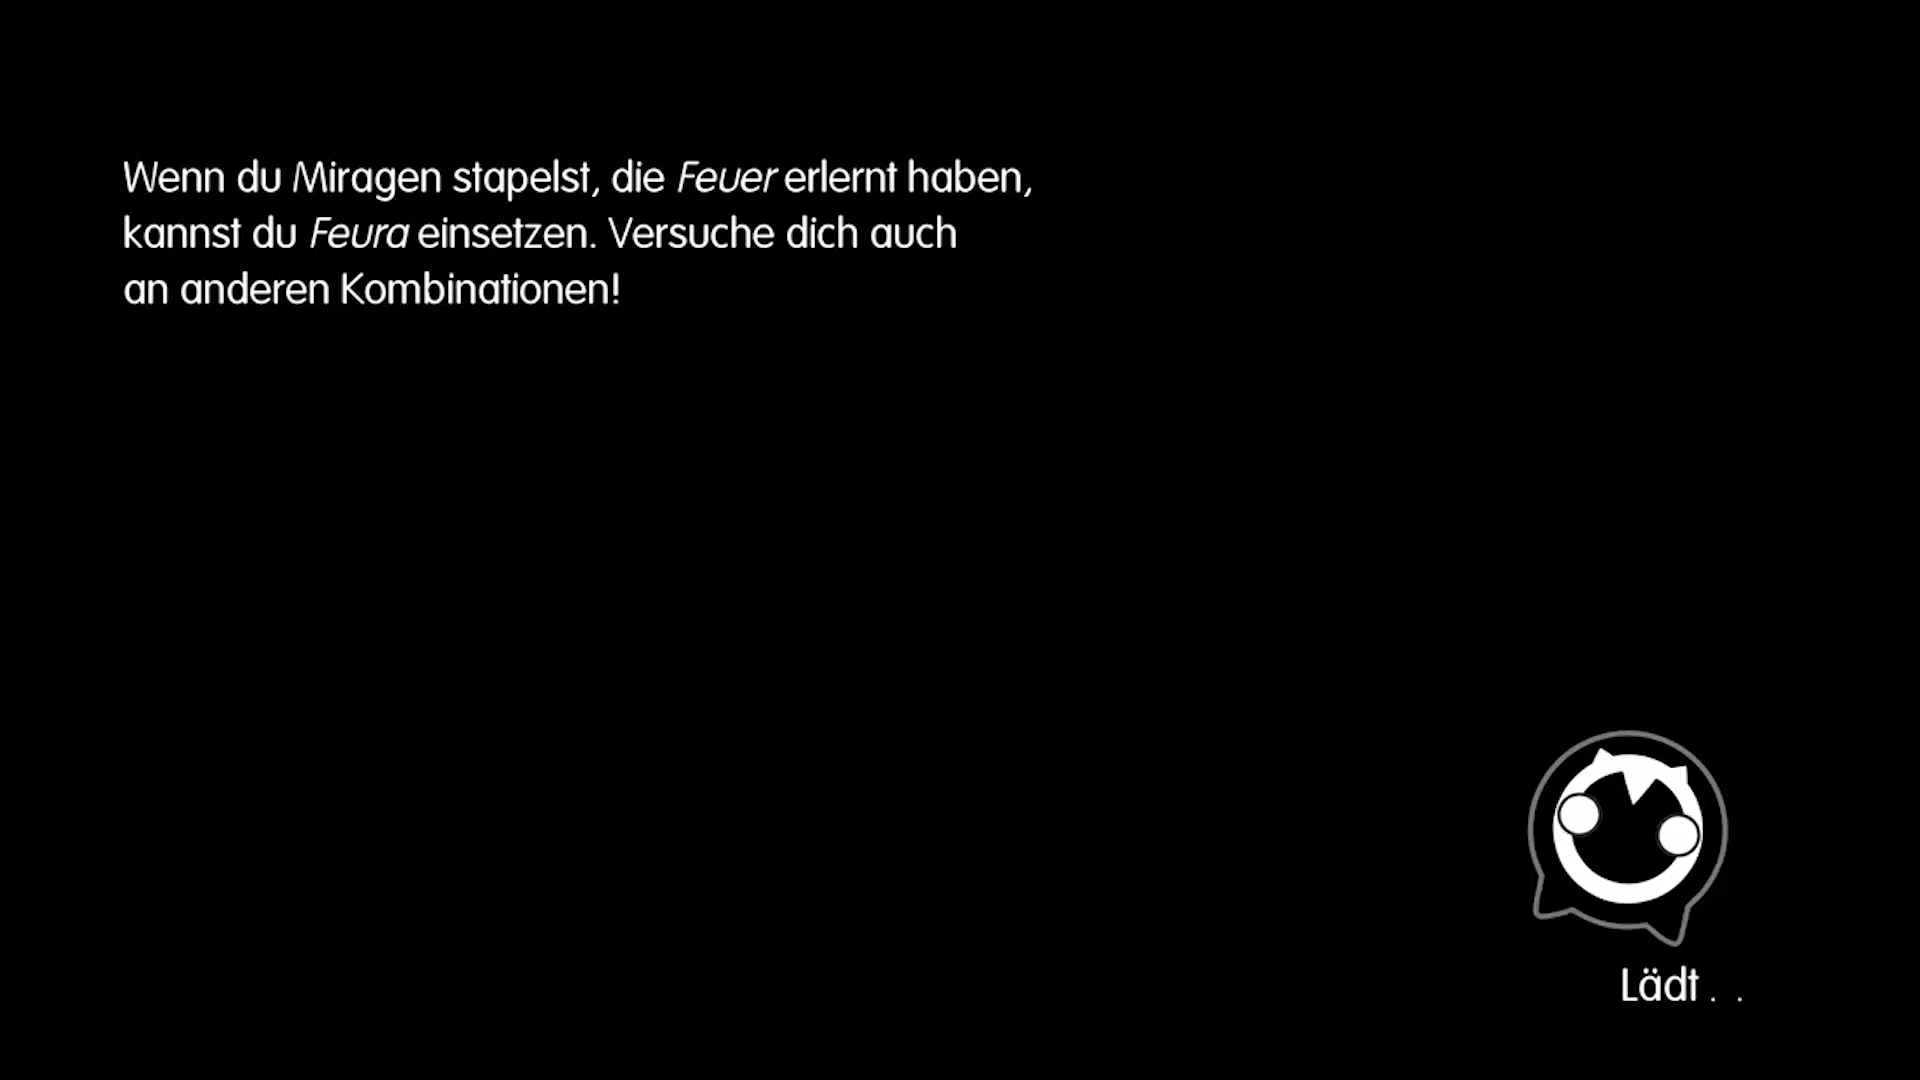 Wenn du Miragen stapelst, die Feuer erlernt haben,
kannst du Feura einsetzen. Versuche dich auch
an anderen Kombinationen!
Lädt . .